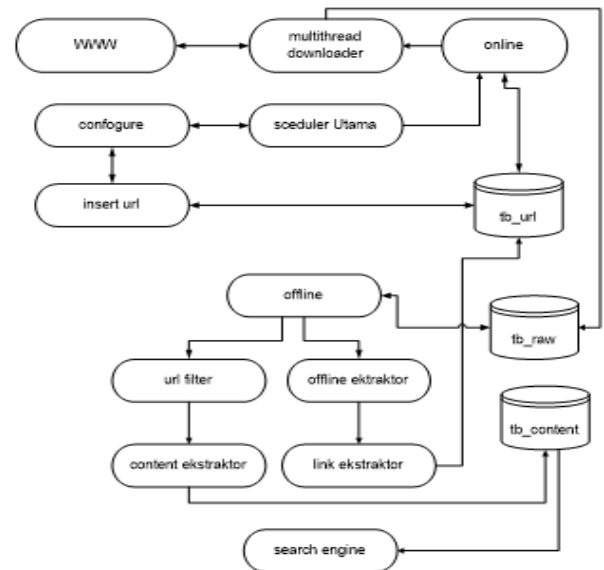 WWW
multithread
downloader
online
confogure
sceduler Utama
insert url
tb_url
offline
tb_raw
url filter
offline ektraktor
tb_content
content ekstraktor
link ekstraktor
search engine